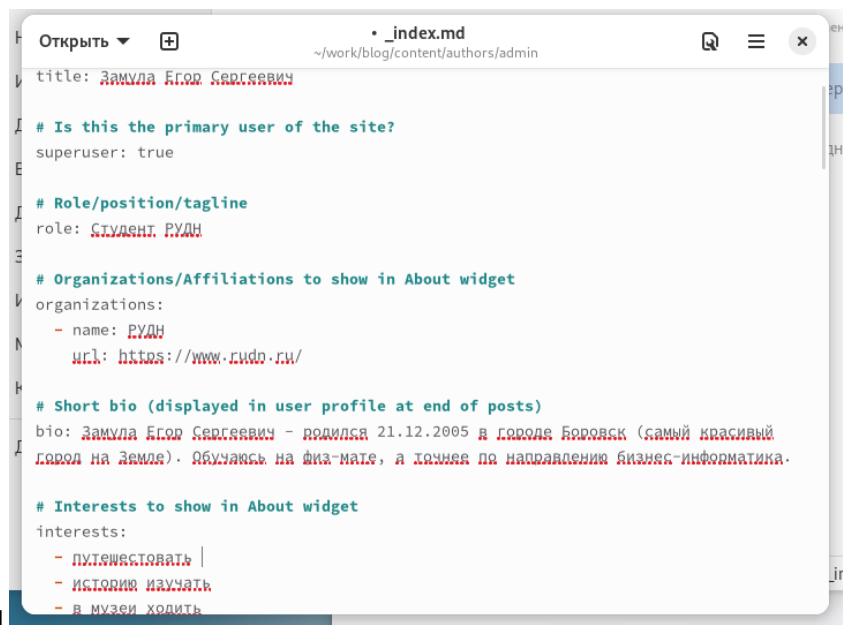 Открыть
• _index.md
~/work/blog/content/authors/admin
title: Замула Егор Сергеевич
# Is this the primary user of the site?
superuser: true
# Role/position/tagline
role: Студент РУДН
# Organizations/Affiliations to show in About widget
organizations:
- name: РУДН
url: https://www.rudn.ru/
# Short bio (displayed in user profile at end of posts)
bio: Замула Егор Сергеевич - родился 21.12.2005 в городе Боровск (самый красивый
город на Земле). Обучаюсь на физ-мате, а точнее по направлению бизнес-информатика.
# Interests to show in About widget
interests:
- путешестовать
- историю изучать
- в музеи ходить